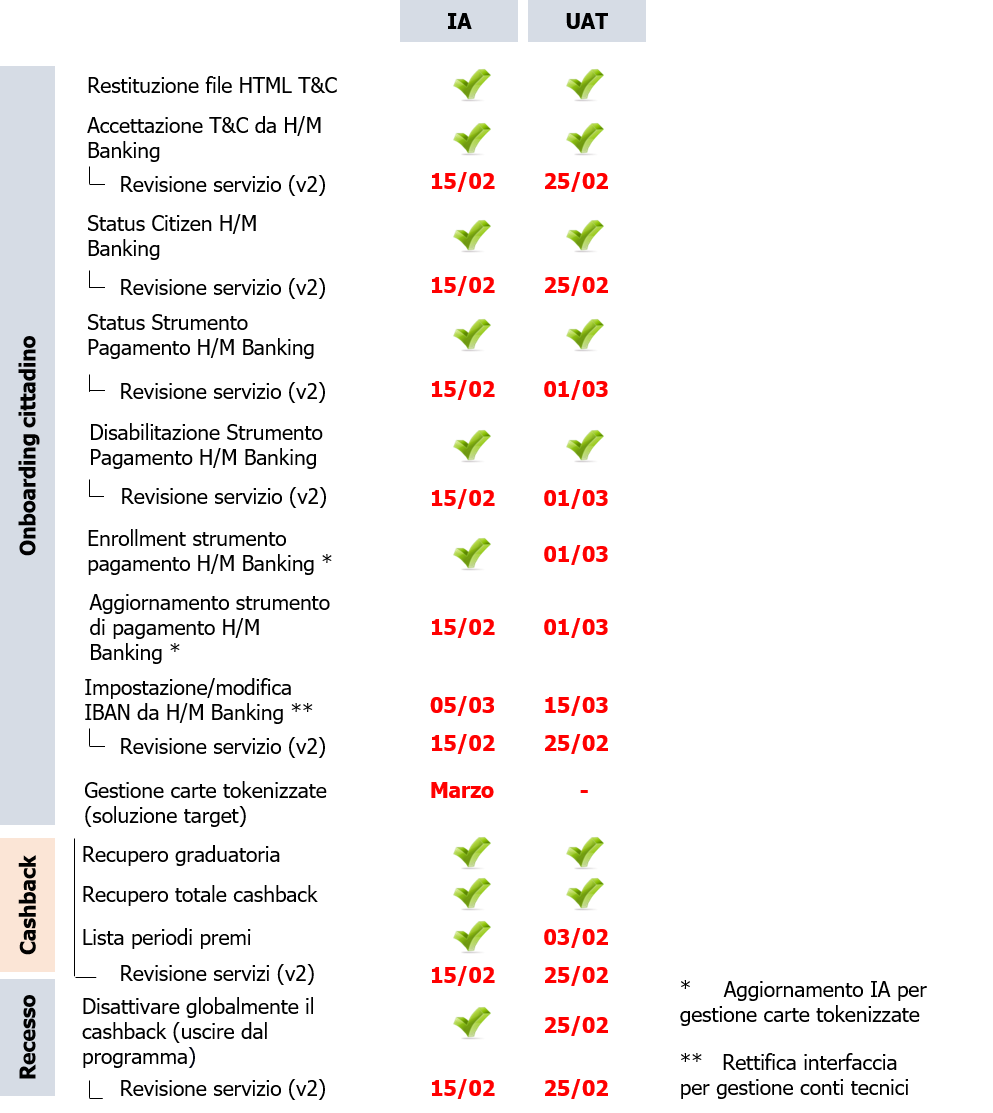 IA UAT
Onboarding cittadino
Restituzione file HTML T&C
Accettazione T&C da H/M
Banking
Revisione servizio (v2) 15/02 25/02
Status Citizen H/M
Banking
Revisione servizio (v2) 15/02 25/02
Status Strumento
Pagamento H/M Banking
Revisione servizio (v2) 15/02 01/03
Disabilitazione Strumento
Pagamento H/M Banking
Revisione servizio (v2) 15/02 01/03
Enrollment strumento
pagamento H/M Banking * 01/03
Aggiornamento strumento
di pagamento H/M 15/02 01/03
Banking *
Impostazione/modifica
IBAN da H/M Banking ** 05/03 15/03
Revisione servizio (v2) 15/02 25/02
Gestione carte tokenizzate Marzo -
(soluzione target)
Cashback
Recupero graduatoria
Recupero totale cashback
Lista periodi premi 03/02
Revisione servizi (v2) 15/02 25/02
Recesso
Disattivare globalmente il
cashback (uscire dal 25/02
programma)
Revisione servizio (v2) 15/02 25/02
* Aggiornamento IA per
gestione carte tokenizzate
** Rettifica interfaccia
per gestione conti tecnici